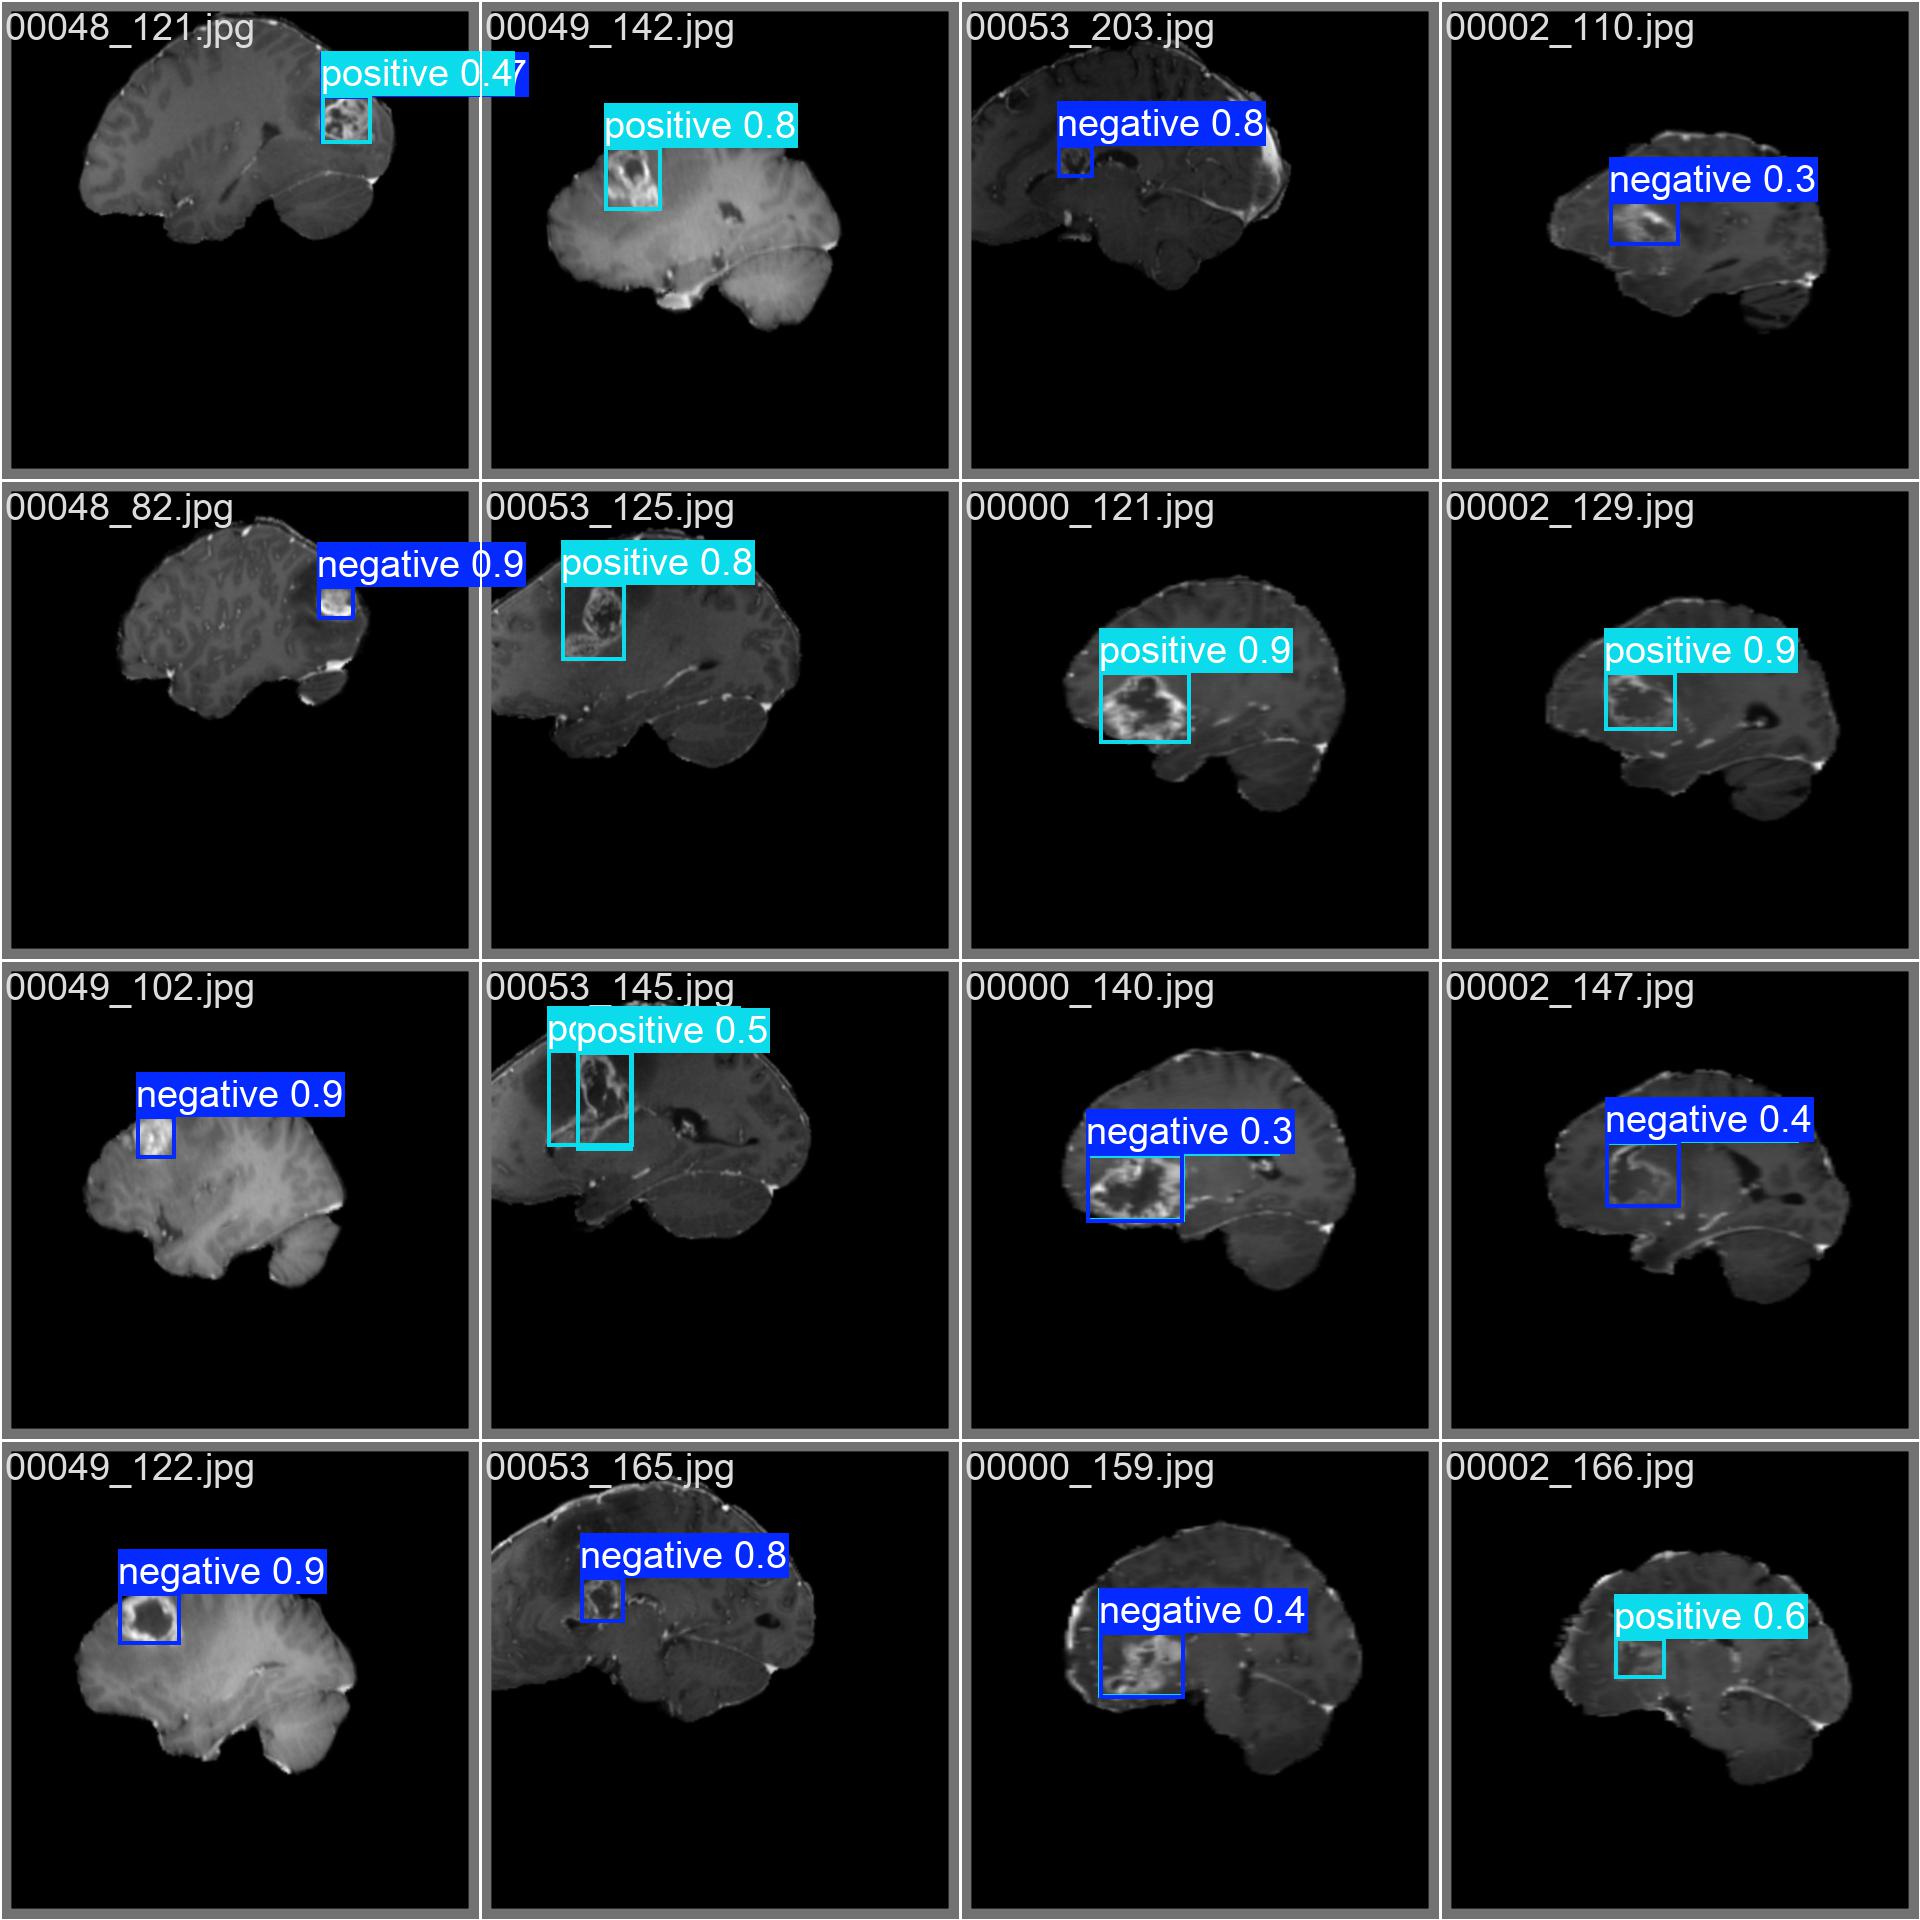 00048_121.jpg
positive 0.4
7
00049_142.jpg
positive 0.8
00053_203.jpg
negative 0.8
00002_110.jpg
negative 0.3
00048_82.jpg
negative 0.9
00053_125.jpg
positive 0.8
00000_121.jpg
positive 0.9
00002_129.jpg
positive 0.9
00049_102.jpg
negative 0.9
00053_145.jpg
positive 0.5
00000_140.jpg
negative 0.3
00002_147.jpg
negative 0.4
00049_122.jpg
negative 0.9
00053_165.jpg
negative 0.8
00000_159.jpg
negative 0.4
00002_166.jpg
positive 0.6